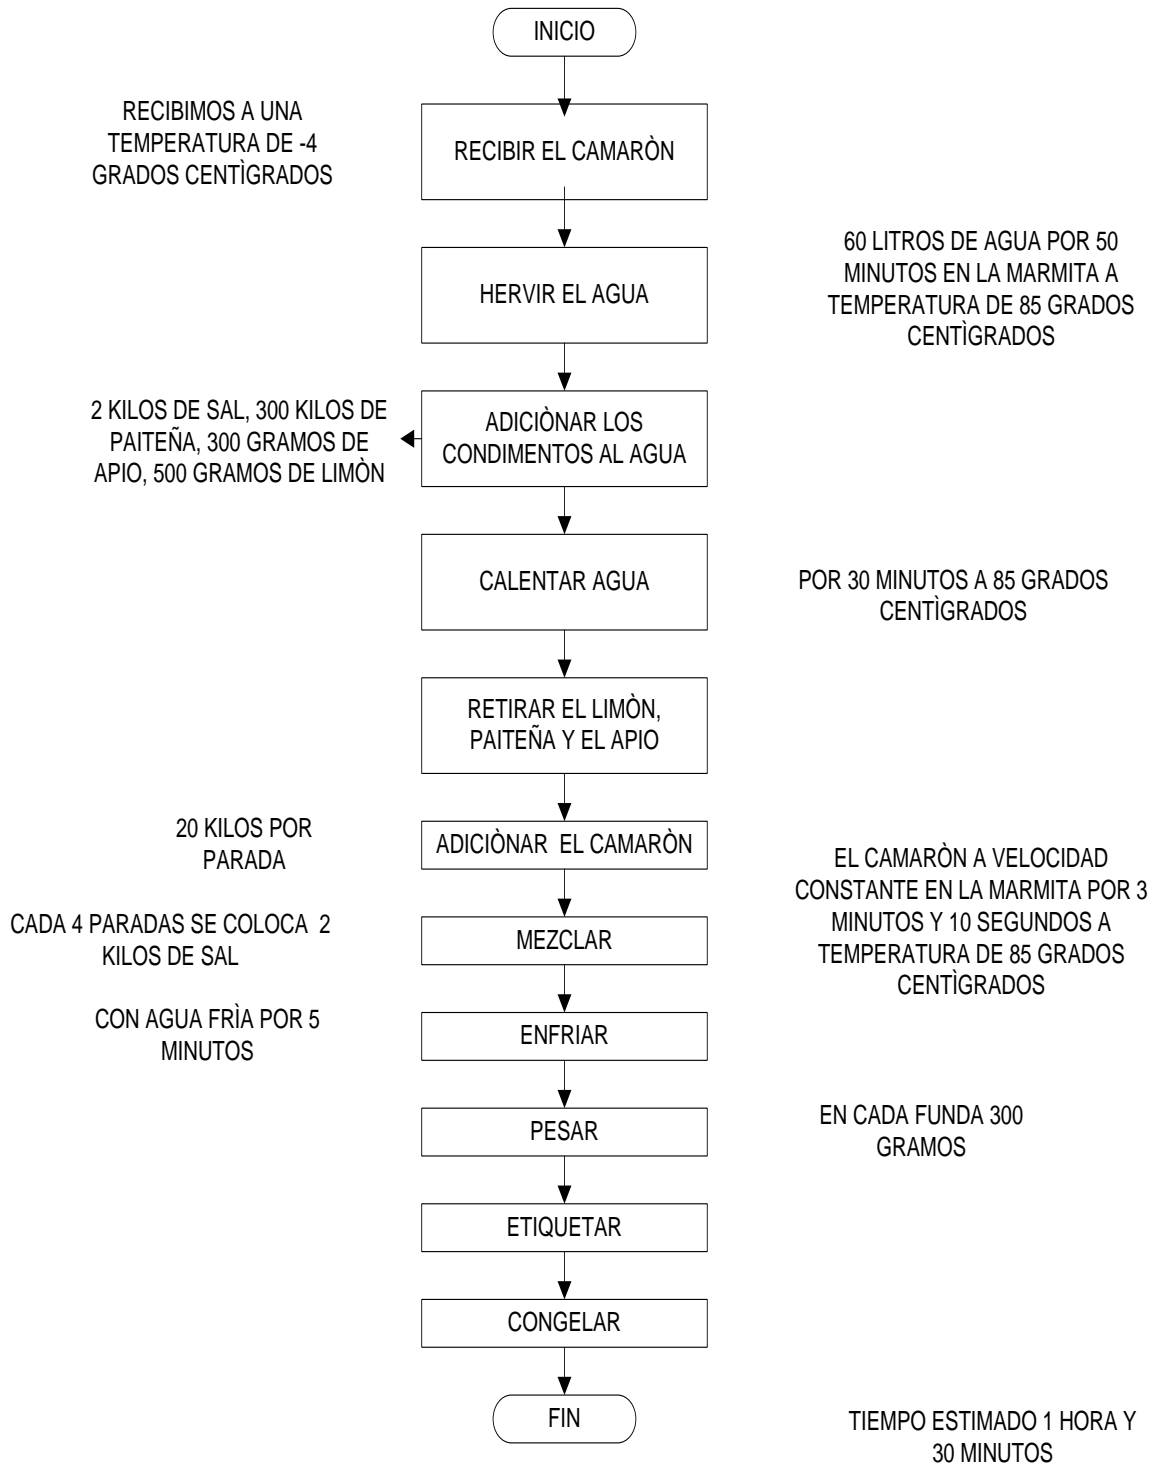 INICIO
RECIBIMOS A UNA
TEMPERATURA DE -4
GRADOS CENTÌGRADOS
RECIBIR EL CAMARÒN
60 LITROS DE AGUA POR 50
MINUTOS EN LA MARMITA A
TEMPERATURA DE 85 GRADOS
CENTÌGRADOS
HERVIR EL AGUA
2 KILOS DE SAL, 300 KILOS DE
PAITEÑA, 300 GRAMOS DE
APIO, 500 GRAMOS DE LIMÒN
ADICIÒNAR LOS
CONDIMENTOS AL AGUA
CALENTAR AGUA
POR 30 MINUTOS A 85 GRADOS
CENTÌGRADOS
RETIRAR EL LIMÒN,
PAITEÑA Y EL APIO
20 KILOS POR
PARADA
ADICIÒNAR EL CAMARÒN
EL CAMARÒN A VELOCIDAD
CONSTANTE EN LA MARMITA POR 3
MINUTOS Y 10 SEGUNDOS A
TEMPERATURA DE 85 GRADOS
CENTÌGRADOS
CADA 4 PARADAS SE COLOCA 2
KILOS DE SAL
MEZCLAR
CON AGUA FRÌA POR 5
MINUTOS
ENFRIAR
PESAR
EN CADA FUNDA 300
GRAMOS
ETIQUETAR
CONGELAR
FIN
TIEMPO ESTIMADO 1 HORA Y
30 MINUTOS